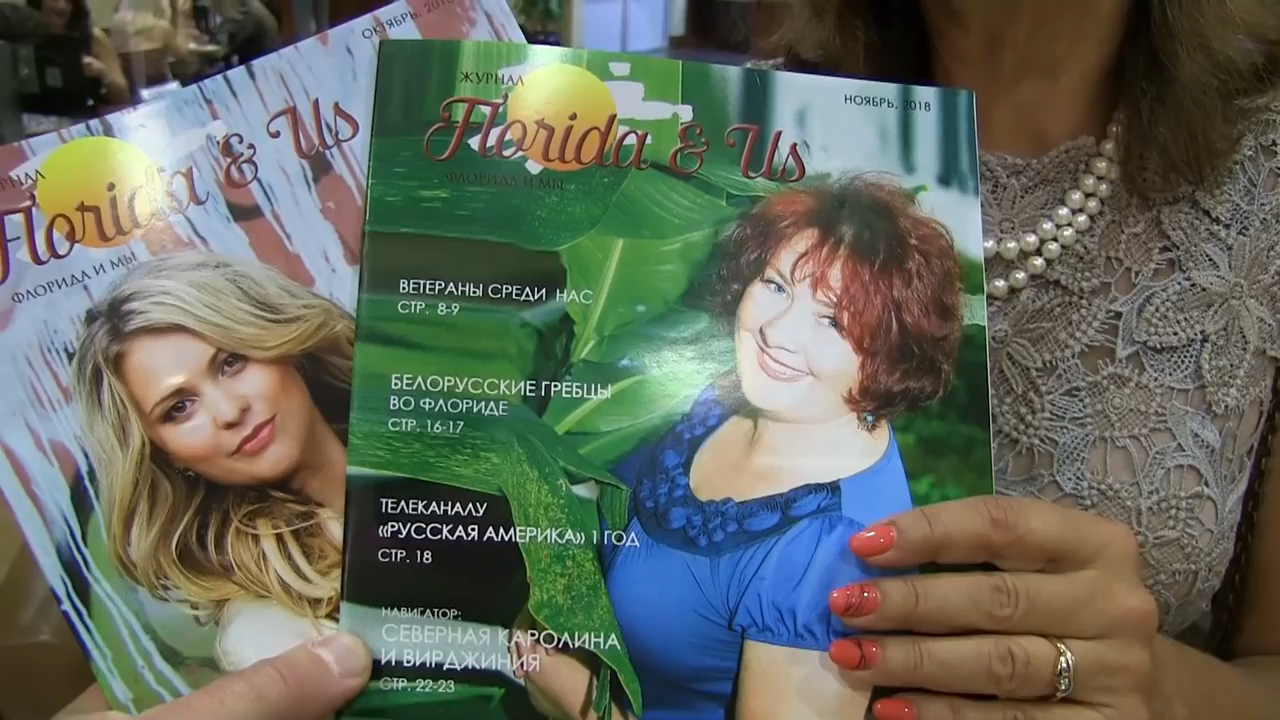 ОКТЯБРЬ, 2018
Florida & Us
ФЛОРИДА И МЫ
ЖУРНАЛ
НОЯБРЬ, 2018
Florida & Us
ФЛОРИДА И МЫ
ВЕТЕРАНЫ СРЕДИ НАС
СТР. 8-9
БЕЛОРУССКИЕ ГРЕБЦЫ
ВО ФЛОРИДЕ
СТР. 16-17
ТЕЛЕКАНАЛУ
«РУССКАЯ АМЕРИКА» 1 ГОД
СТР. 18
НАВИГАТОР:
СЕВЕРНАЯ КАРОЛИНА
И ВИРДЖИНИЯ
СТР. 22-23